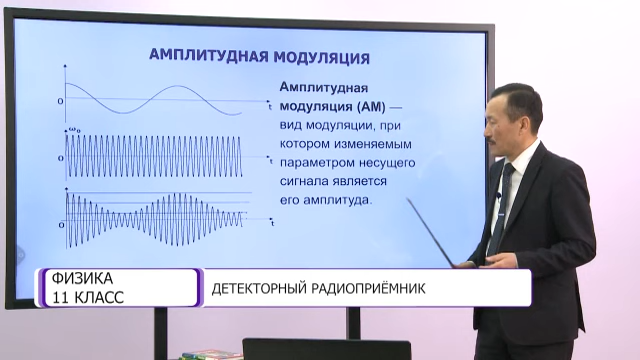 АМПЛИТУДНАЯ МОДУЛЯЦИЯ
0
t
ω₀
0
t
0
t
Амплитудная
модуляция (АМ) —
вид модуляции, при
котором изменяемым
параметром несущего
сигнала является
его амплитуда.
ФИЗИКА
11 КЛАСС
ДЕТЕКТОРНЫЙ РАДИОПРИЁМНИК